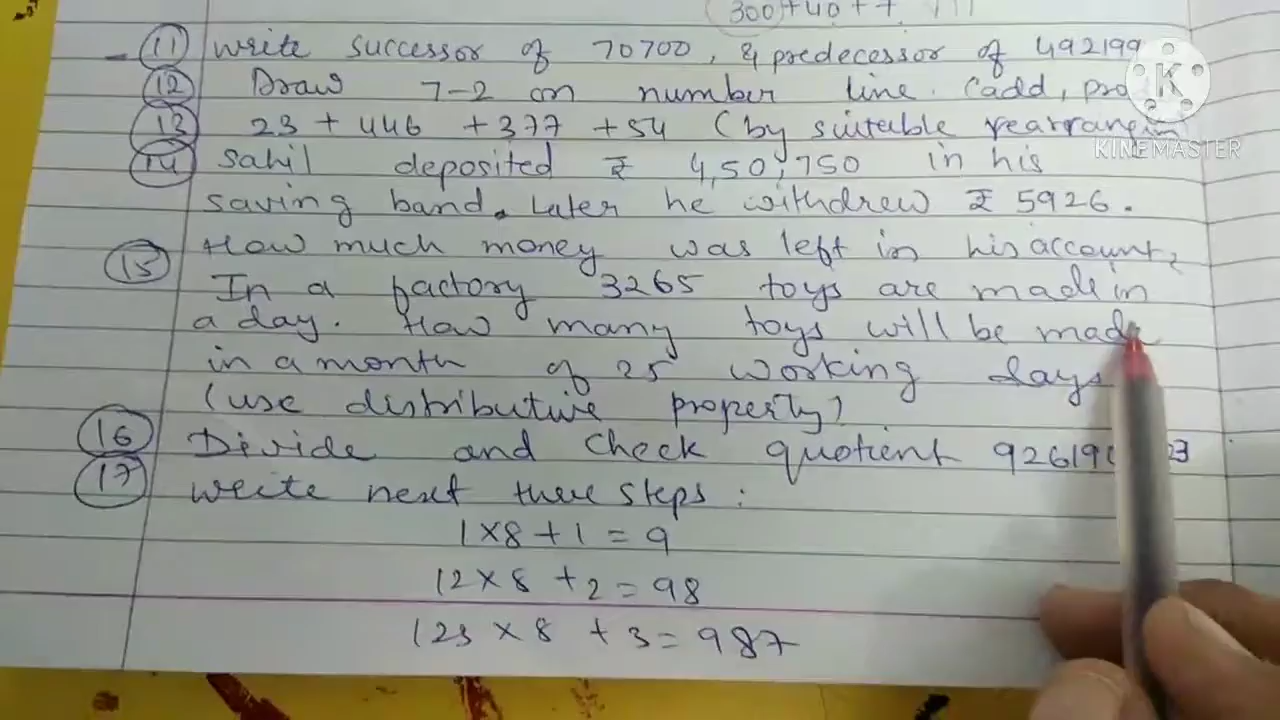 300 + 40 + 7
11 Write successor of 70700, & predecessor of 492199
12 Draw 7-2 on number line. (add, pro
13 23 + 446 + 377 + 54 (by suitable rearrangin
14 Sahil deposited ₹ 4,50,750 in his
saving band. Later he withdrew ₹ 5926.
How much money was left in his account,
15 In a factory 3265 toys are made in
a day. How many toys will be made
in a month of 25 working days
(use distributive property)
16 Divide and check quotient
17 Write next three steps:
1 × 8 + 1 = 9
12 × 8 + 2 = 98
123 × 8 + 3 = 987
K
KINEMASTER